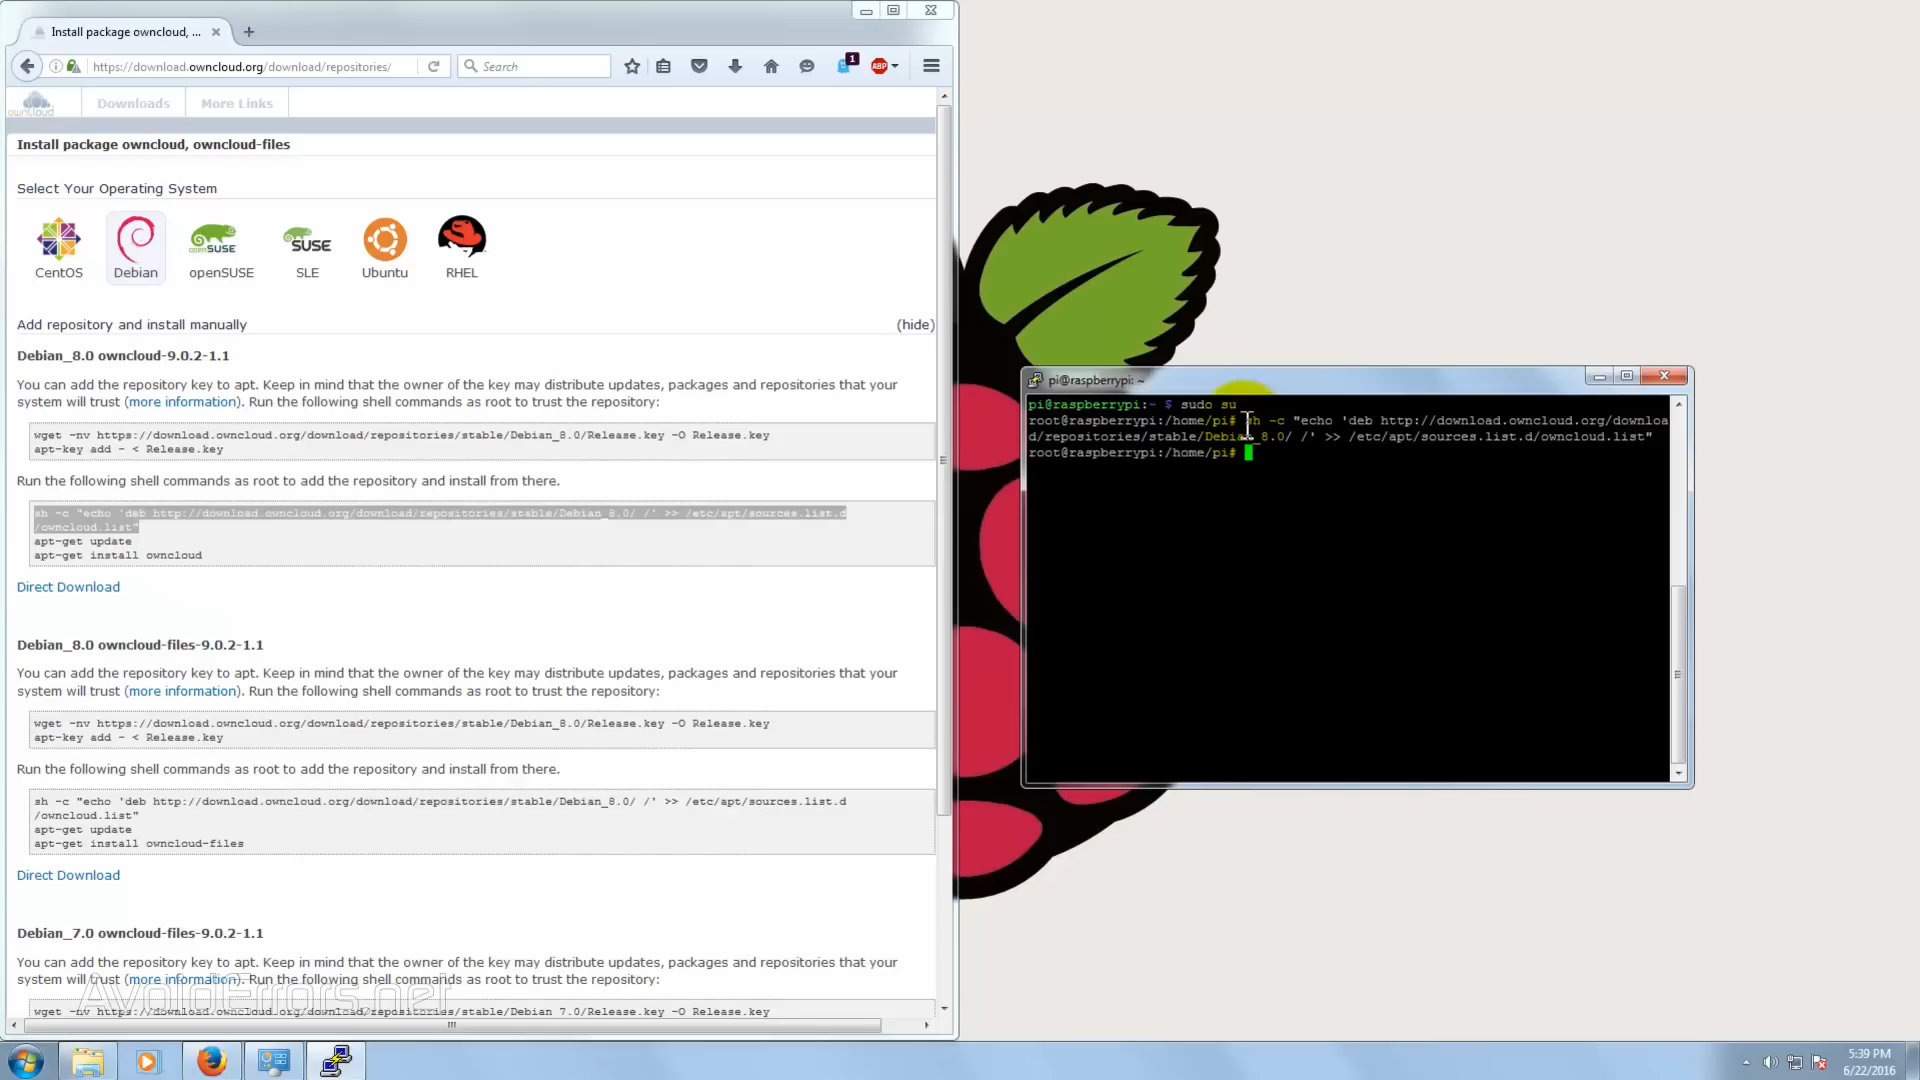 Install package owncloud, ...
https://download.owncloud.org/download/repositories/
Search
1
ABP
ownCloud
Downloads
More Links
Install package owncloud, owncloud-files
Select Your Operating System
CentOS
Debian
openSUSE
SLE
Ubuntu
RHEL
Add repository and install manually
(hide)
Debian_8.0 owncloud-9.0.2-1.1
You can add the repository key to apt. Keep in mind that the owner of the key may distribute updates, packages and repositories that your
system will trust (more information). Run the following shell commands as root to trust the repository:
wget -nv https://download.owncloud.org/download/repositories/stable/Debian_8.0/Release.key -O Release.key
apt-key add - < Release.key
Run the following shell commands as root to add the repository and install from there.
sh -c "echo 'deb http://download.owncloud.org/download/repositories/stable/Debian_8.0/ /' >> /etc/apt/sources.list.d
/owncloud.list"
apt-get update
apt-get install owncloud
Direct Download
Debian_8.0 owncloud-files-9.0.2-1.1
You can add the repository key to apt. Keep in mind that the owner of the key may distribute updates, packages and repositories that your
system will trust (more information). Run the following shell commands as root to trust the repository:
wget -nv https://download.owncloud.org/download/repositories/stable/Debian_8.0/Release.key -O Release.key
apt-key add - < Release.key
Run the following shell commands as root to add the repository and install from there.
sh -c "echo 'deb http://download.owncloud.org/download/repositories/stable/Debian_8.0/ /' >> /etc/apt/sources.list.d
/owncloud.list"
apt-get update
apt-get install owncloud-files
Direct Download
Debian_7.0 owncloud-files-9.0.2-1.1
You can add the repository key to apt. Keep in mind that the owner of the key may distribute updates, packages and repositories that your
system will trust (more information). Run the following shell commands as root to trust the repository:
AvoidErrors.net
wget -nv https://download.owncloud.org/download/repositories/stable/Debian_7.0/Release.key -O Release.key
pi@raspberrypi: ~
pi@raspberrypi:~ $ sudo su
root@raspberrypi:/home/pi# sh -c "echo 'deb http://download.owncloud.org/downloa
d/repositories/stable/Debian_8.0/ /' >> /etc/apt/sources.list.d/owncloud.list"
root@raspberrypi:/home/pi#
5:39 PM
6/22/2016